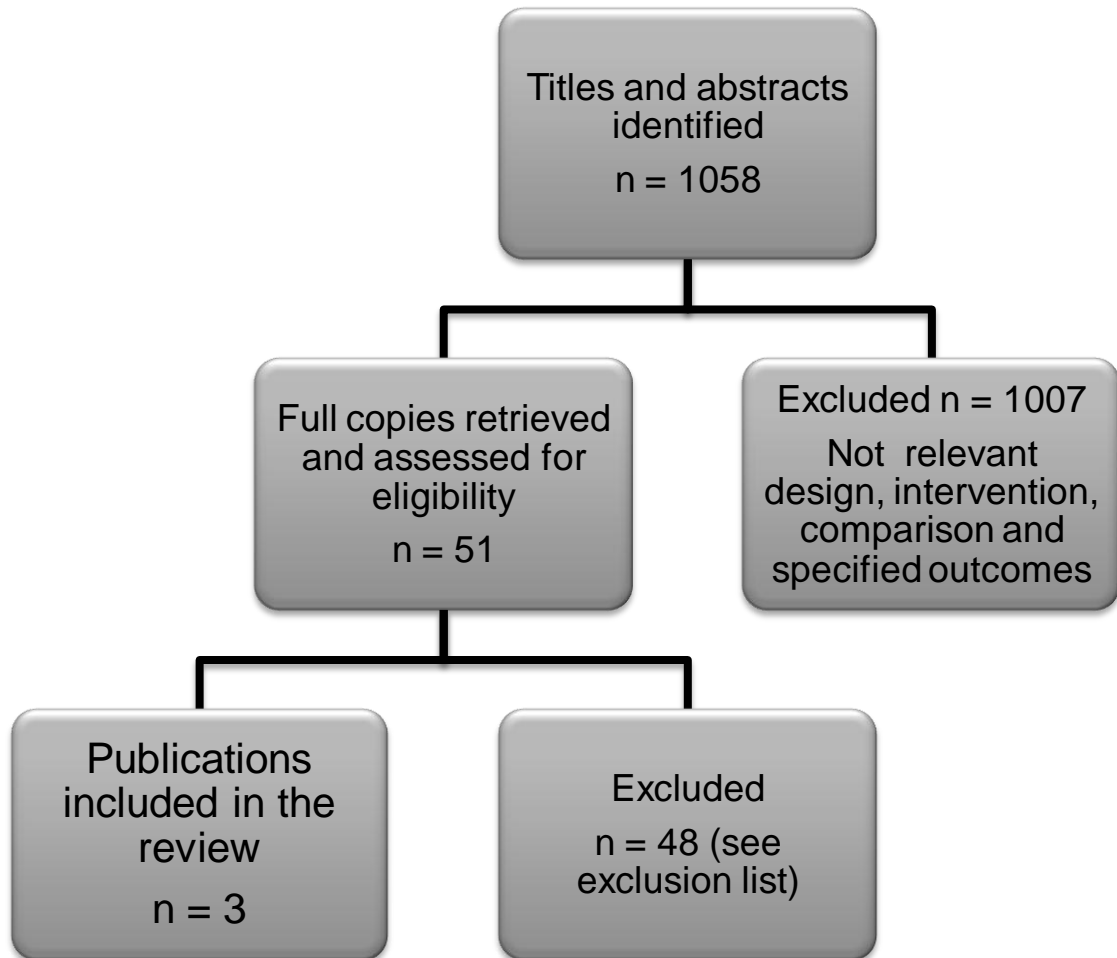 Titles and abstracts
identified
n = 1058
Full copies retrieved
and assessed for
eligibility
n = 51
Excluded n = 1007
Not relevant
design, intervention,
comparison and
specified outcomes
Publications
included in the
review
n = 3
Excluded
n = 48 (see
exclusion list)